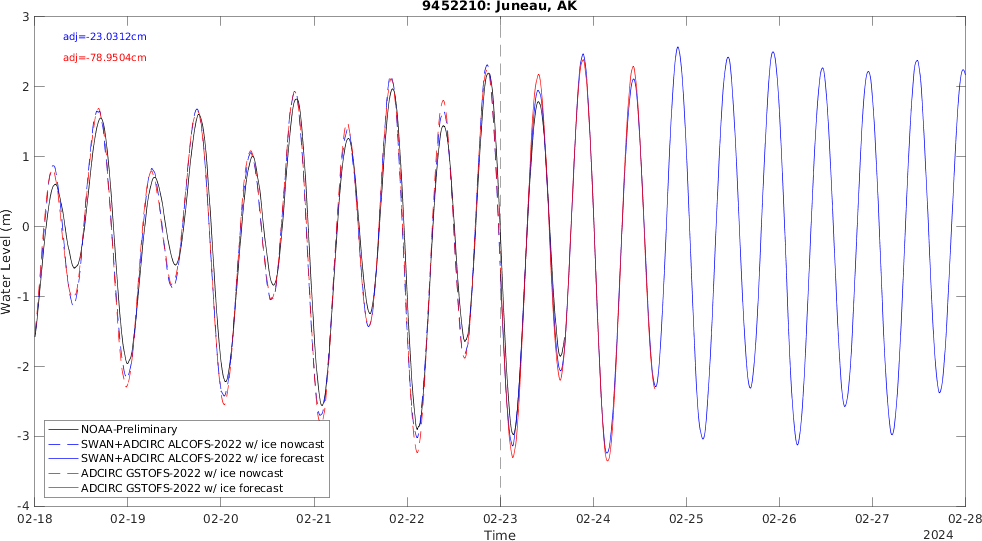 9452210: Juneau, AK
adj=-23.0312cm
adj=-78.9504cm
3
2
1
0
-1
-2
-3
-4
Water Level (m)
NOAA-Preliminary
SWAN+ADCIRC ALCOFS-2022 w/ ice nowcast
SWAN+ADCIRC ALCOFS-2022 w/ ice forecast
ADCIRC GSTOFS-2022 w/ ice nowcast
ADCIRC GSTOFS-2022 w/ ice forecast
02-18 02-19 02-20 02-21 02-22 02-23 02-24 02-25 02-26 02-27 02-28
Time
2024